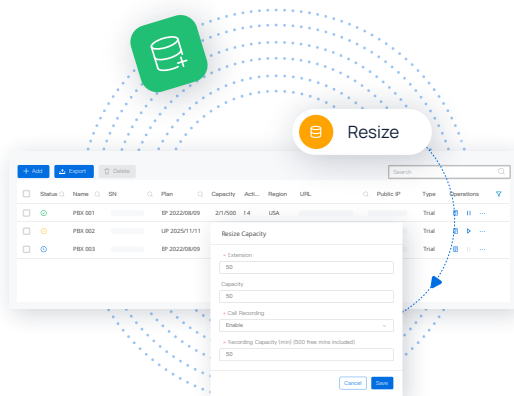 Resize
+ Add Export Delete Search
Status Name SN Plan Capacity Acti... Region URL Public IP Type Operations
PBX 001 EP 2022/08/09 2/1/500 14 USA Trial ...
PBX 002 UP 2025/11/11 Trial ...
PBX 003 EP 2022/08/09 Trial ...
Resize Capacity
* Extension
50
Capacity
50
* Call Recording
Enable
* Recording Capacity (min) (500 free mins included)
50
Cancel Save